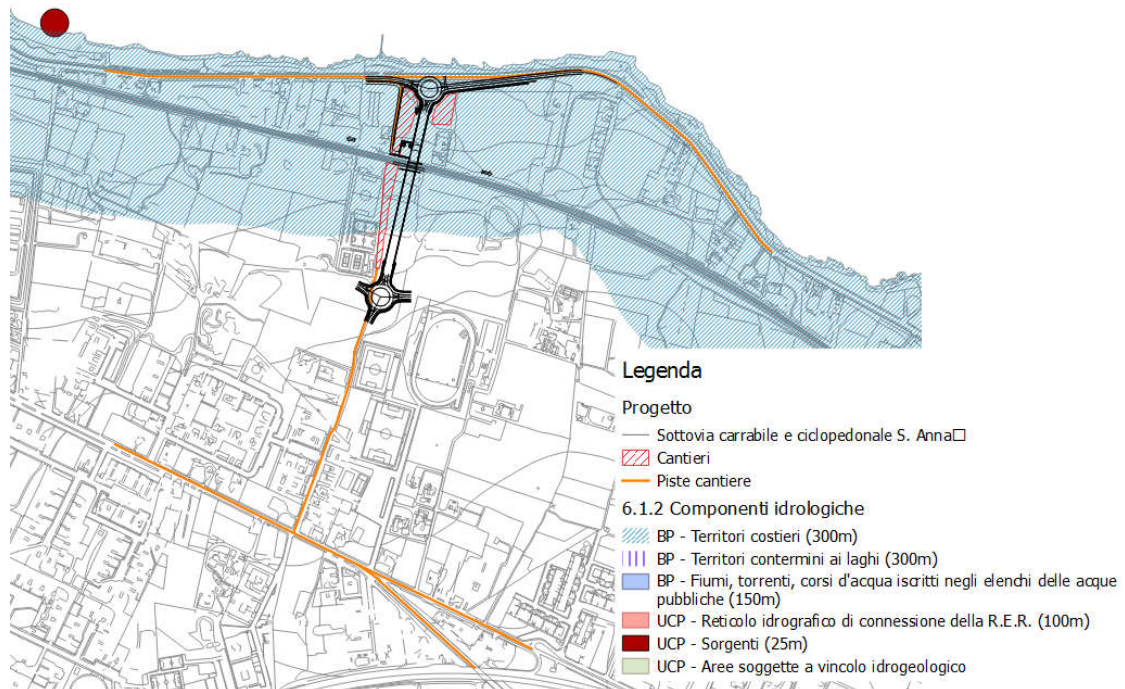 Legenda
Progetto
Sottovia carrabile e ciclopedonale S. Anna□
Cantieri
Piste cantiere
6.1.2 Componenti idrologiche
BP - Territori costieri (300m)
BP - Territori contermini ai laghi (300m)
BP - Fiumi, torrenti, corsi d'acqua iscritti negli elenchi delle acque
pubbliche (150m)
UCP - Reticolo idrografico di connessione della R.E.R. (100m)
UCP - Sorgenti (25m)
UCP - Aree soggette a vincolo idrogeologico